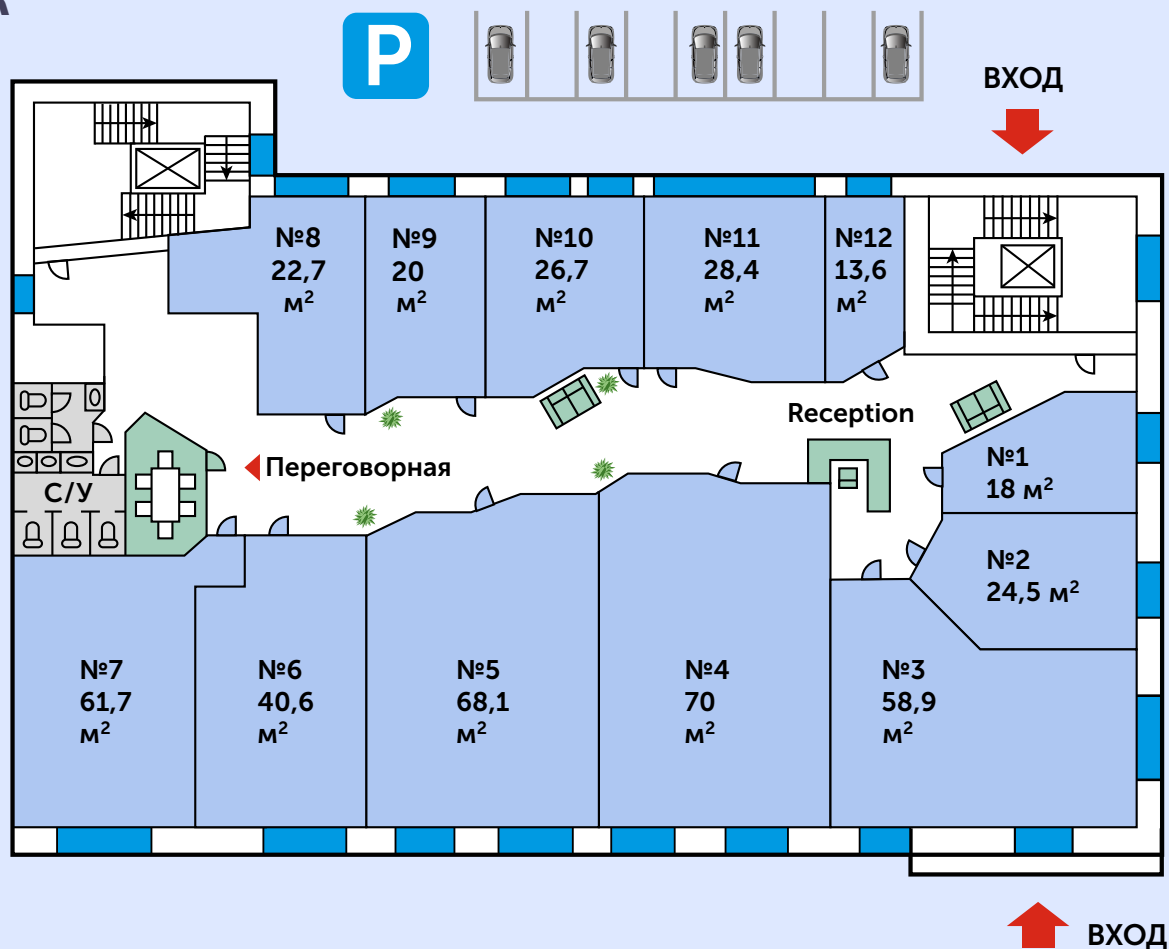 P
ВХОД
№8
22,7
м²
№9
20
м²
№10
26,7
м²
№11
28,4
м²
№12
13,6
м²
Reception
Переговорная
С/У
№1
18 м²
№2
24,5 м²
№7
61,7
м²
№6
40,6
м²
№5
68,1
м²
№4
70
м²
№3
58,9
м²
ВХОД